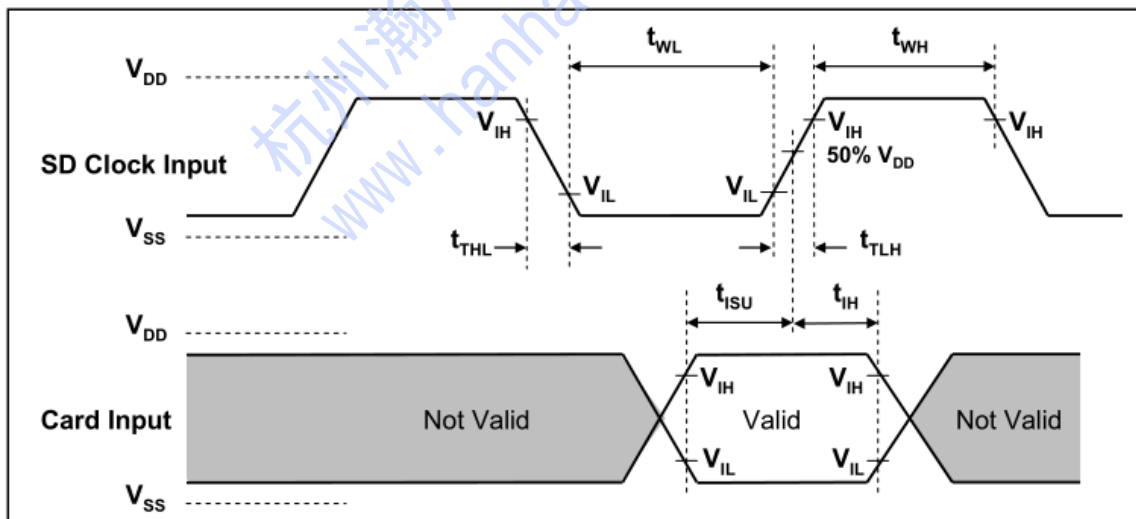 杭州瀚
www.hanha
t_WL
t_WH
V_DD
V_IH
V_IH
V_IH
50% V_DD
SD Clock Input
V_IL
V_IL
V_SS
t_THL
t_TLH
t_ISU
t_IH
V_DD
V_IH
V_IH
Card Input
Not Valid
Valid
Not Valid
V_IL
V_IL
V_SS